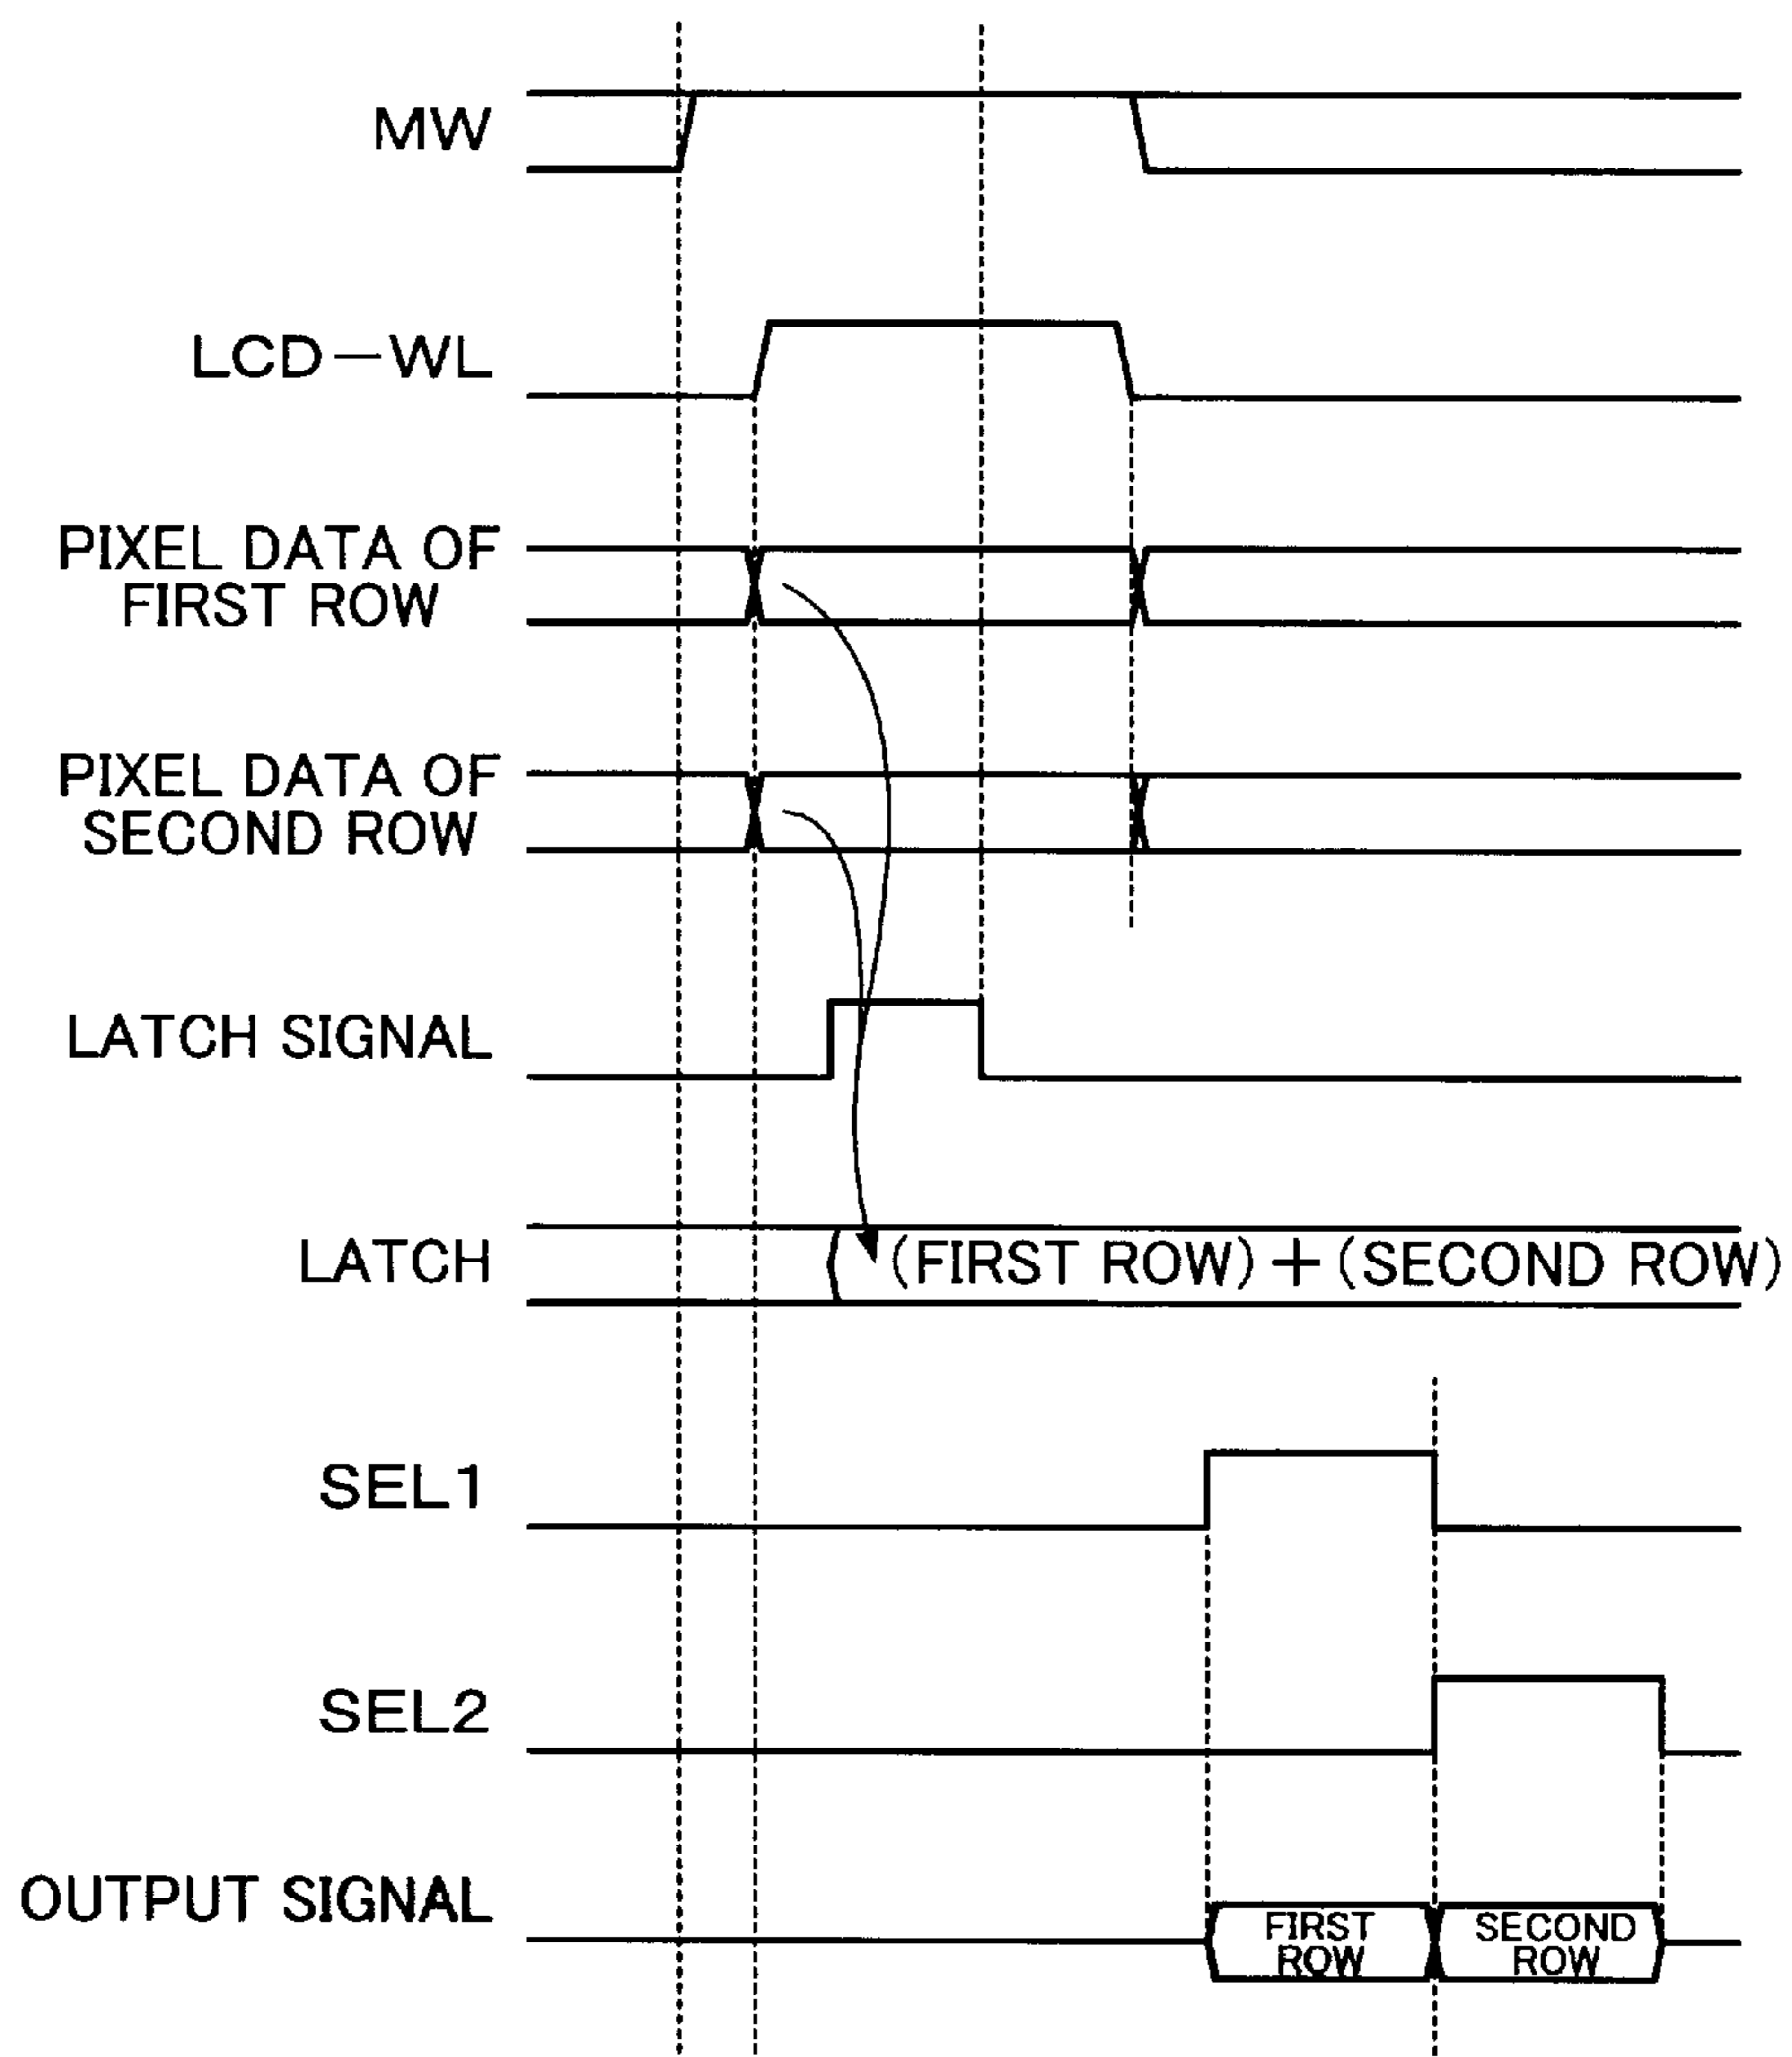 MW
LCD-WL
PIXEL DATA OF
FIRST ROW
PIXEL DATA OF
SECOND ROW
LATCH SIGNAL
LATCH
(FIRST ROW)+(SECOND ROW)
SEL1
SEL2
OUTPUT SIGNAL
FIRST
ROW
SECOND
ROW